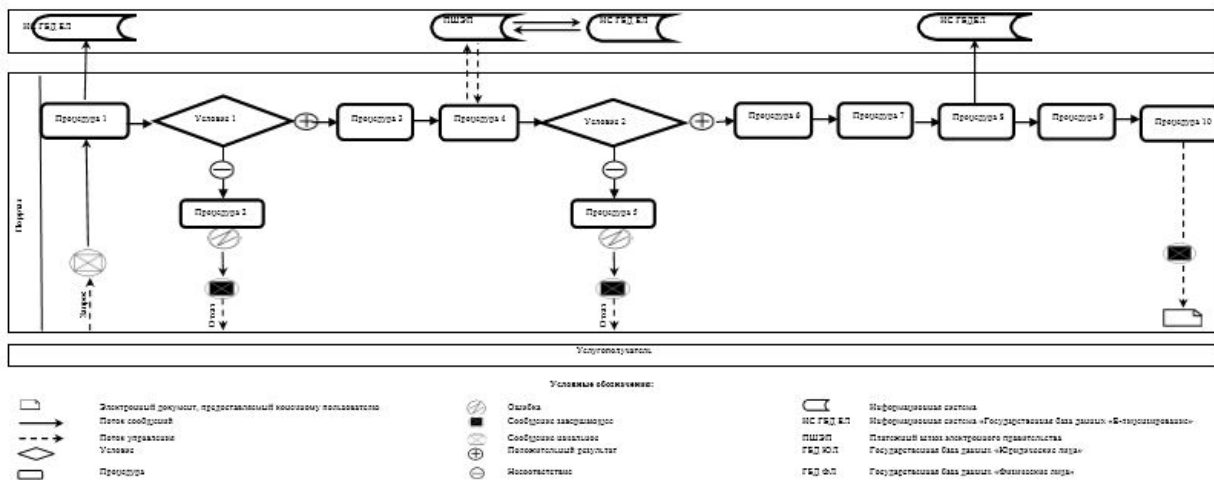 ИС ГБД ЕЛ
ПШЭП
ИС ГБД ЕЛ
ИС ГБДЕЛ
Портал
Процедура 1
Условие 1
Процедура 3
Процедура 4
Условие 2
Процедура 6
Процедура 7
Процедура 8
Процедура 9
Процедура 10
Процедура 2
Процедура 5
Запрос
Отказ
Отказ
Услугополучатель
Условные обозначения:
Электронный документ, предоставляемый конечному пользователю
Поток сообщений
Поток управления
Условие
Процедура
Ошибка
Сообщение завершающее
Сообщение начальное
Положительный результат
Несоответствие
Информационная система
ИС ГБД ЕЛ
Информационная система «Государственная база данных «Е-лицензирование»
ПШЭП
Платежный шлюз электронного правительства
ГБД ЮЛ
Государственная база данных «Юридические лица»
ГБД ФЛ
Государственная база данных «Физические лица»